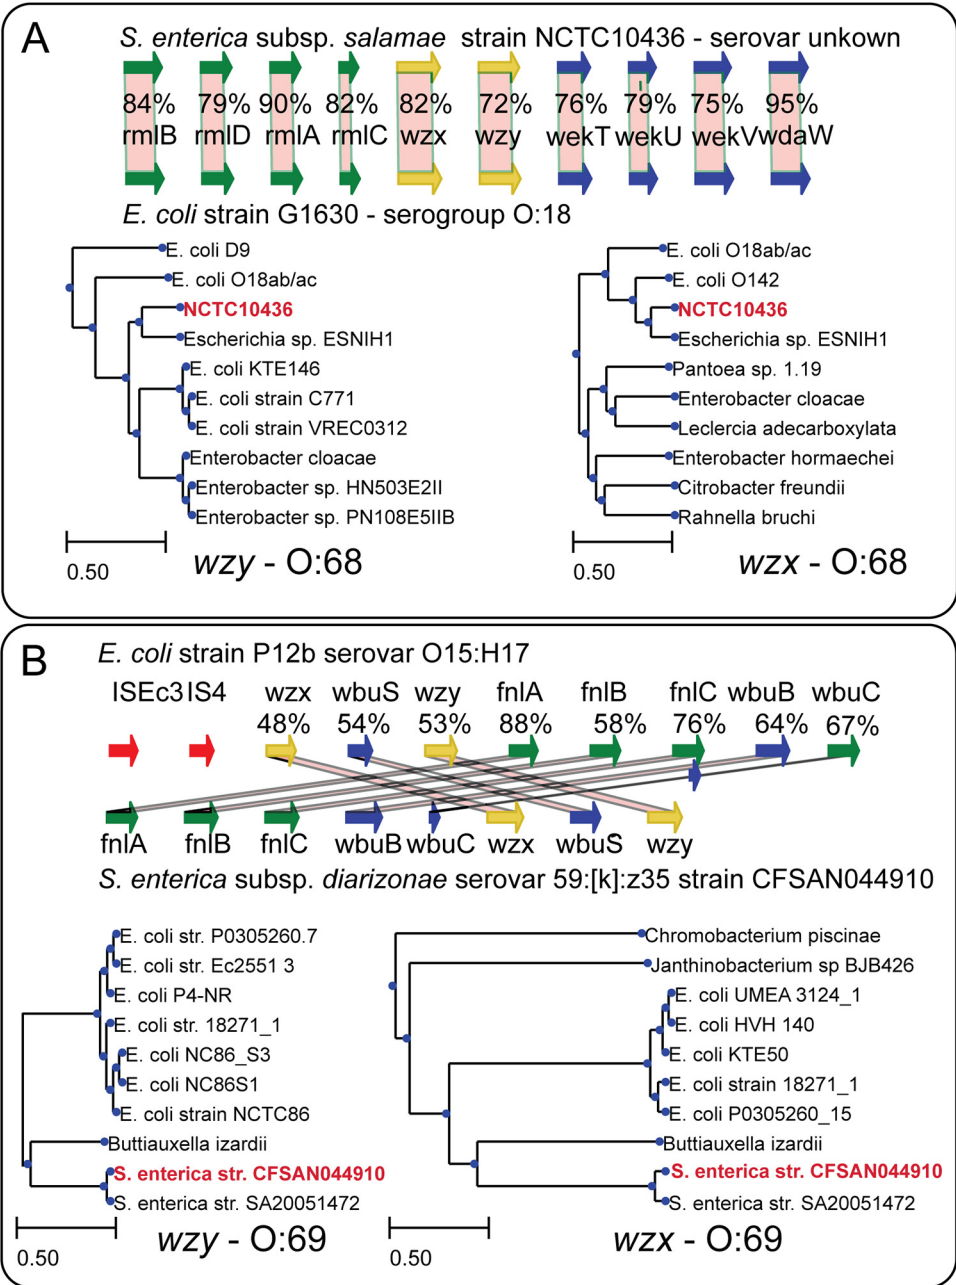 A
S. enterica subsp. salamae strain NCTC10436 - serovar unkown
84% 79% 90% 82% 82% 72% 76% 79% 75% 95%
rmlB rmlD rmlA rmlC wzx wzy wekT wekU wekV wdaW
E. coli strain G1630 - serogroup O:18
E. coli D9
E. coli O18ab/ac
NCTC10436
Escherichia sp. ESNIH1
E. coli KTE146
E. coli strain C771
E. coli strain VREC0312
Enterobacter cloacae
Enterobacter sp. HN503E2II
Enterobacter sp. PN108E5IIB
0.50
wzy - O:68
E. coli O18ab/ac
E. coli O142
NCTC10436
Escherichia sp. ESNIH1
Pantoea sp. 1.19
Enterobacter cloacae
Leclercia adecarboxylata
Enterobacter hormaechei
Citrobacter freundii
Rahnella bruchi
0.50
wzx - O:68
B
E. coli strain P12b serovar O15:H17
ISEc3 IS4 wzx wbuS wzy fnlA fnlB fnlC wbuB wbuC
48% 54% 53% 88% 58% 76% 64% 67%
fnlA fnlB fnlC wbuB wbuC wzx wbuS wzy
S. enterica subsp. diarizonae serovar 59:[k]:z35 strain CFSAN044910
E. coli str. P0305260.7
E. coli str. Ec2551 3
E. coli P4-NR
E. coli str. 18271_1
E. coli NC86_S3
E. coli NC86S1
E. coli strain NCTC86
Buttiauxella izardii
S. enterica str. CFSAN044910
S. enterica str. SA20051472
0.50
wzy - O:69
Chromobacterium piscinae
Janthinobacterium sp BJB426
E. coli UMEA 3124_1
E. coli HVH 140
E. coli KTE50
E. coli strain 18271_1
E. coli P0305260_15
Buttiauxella izardii
S. enterica str. CFSAN044910
S. enterica str. SA20051472
0.50
wzx - O:69